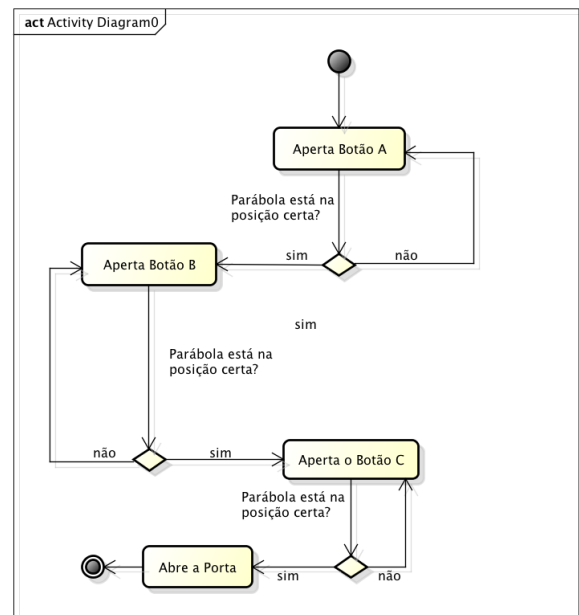 act Activity Diagram0
Aperta Botão A
Parábola está na
posição certa?
sim
não
Aperta Botão B
sim
Parábola está na
posição certa?
não
sim
Aperta o Botão C
Parábola está na
posição certa?
Abre a Porta
sim
não